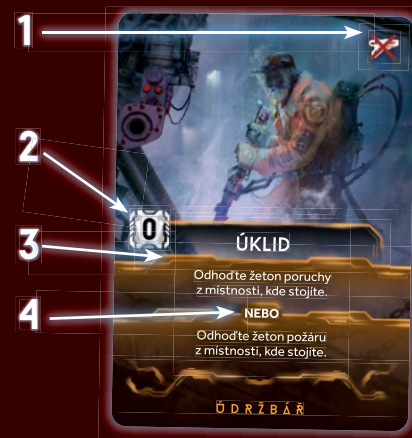 1
2
0
3
ÚKLID
Odhoďte žeton poruchy
z místnosti, kde stojíte.
4
NEBO
Odhoďte žeton požáru
z místnosti, kde stojíte.
ÚDRŽBÁŘ